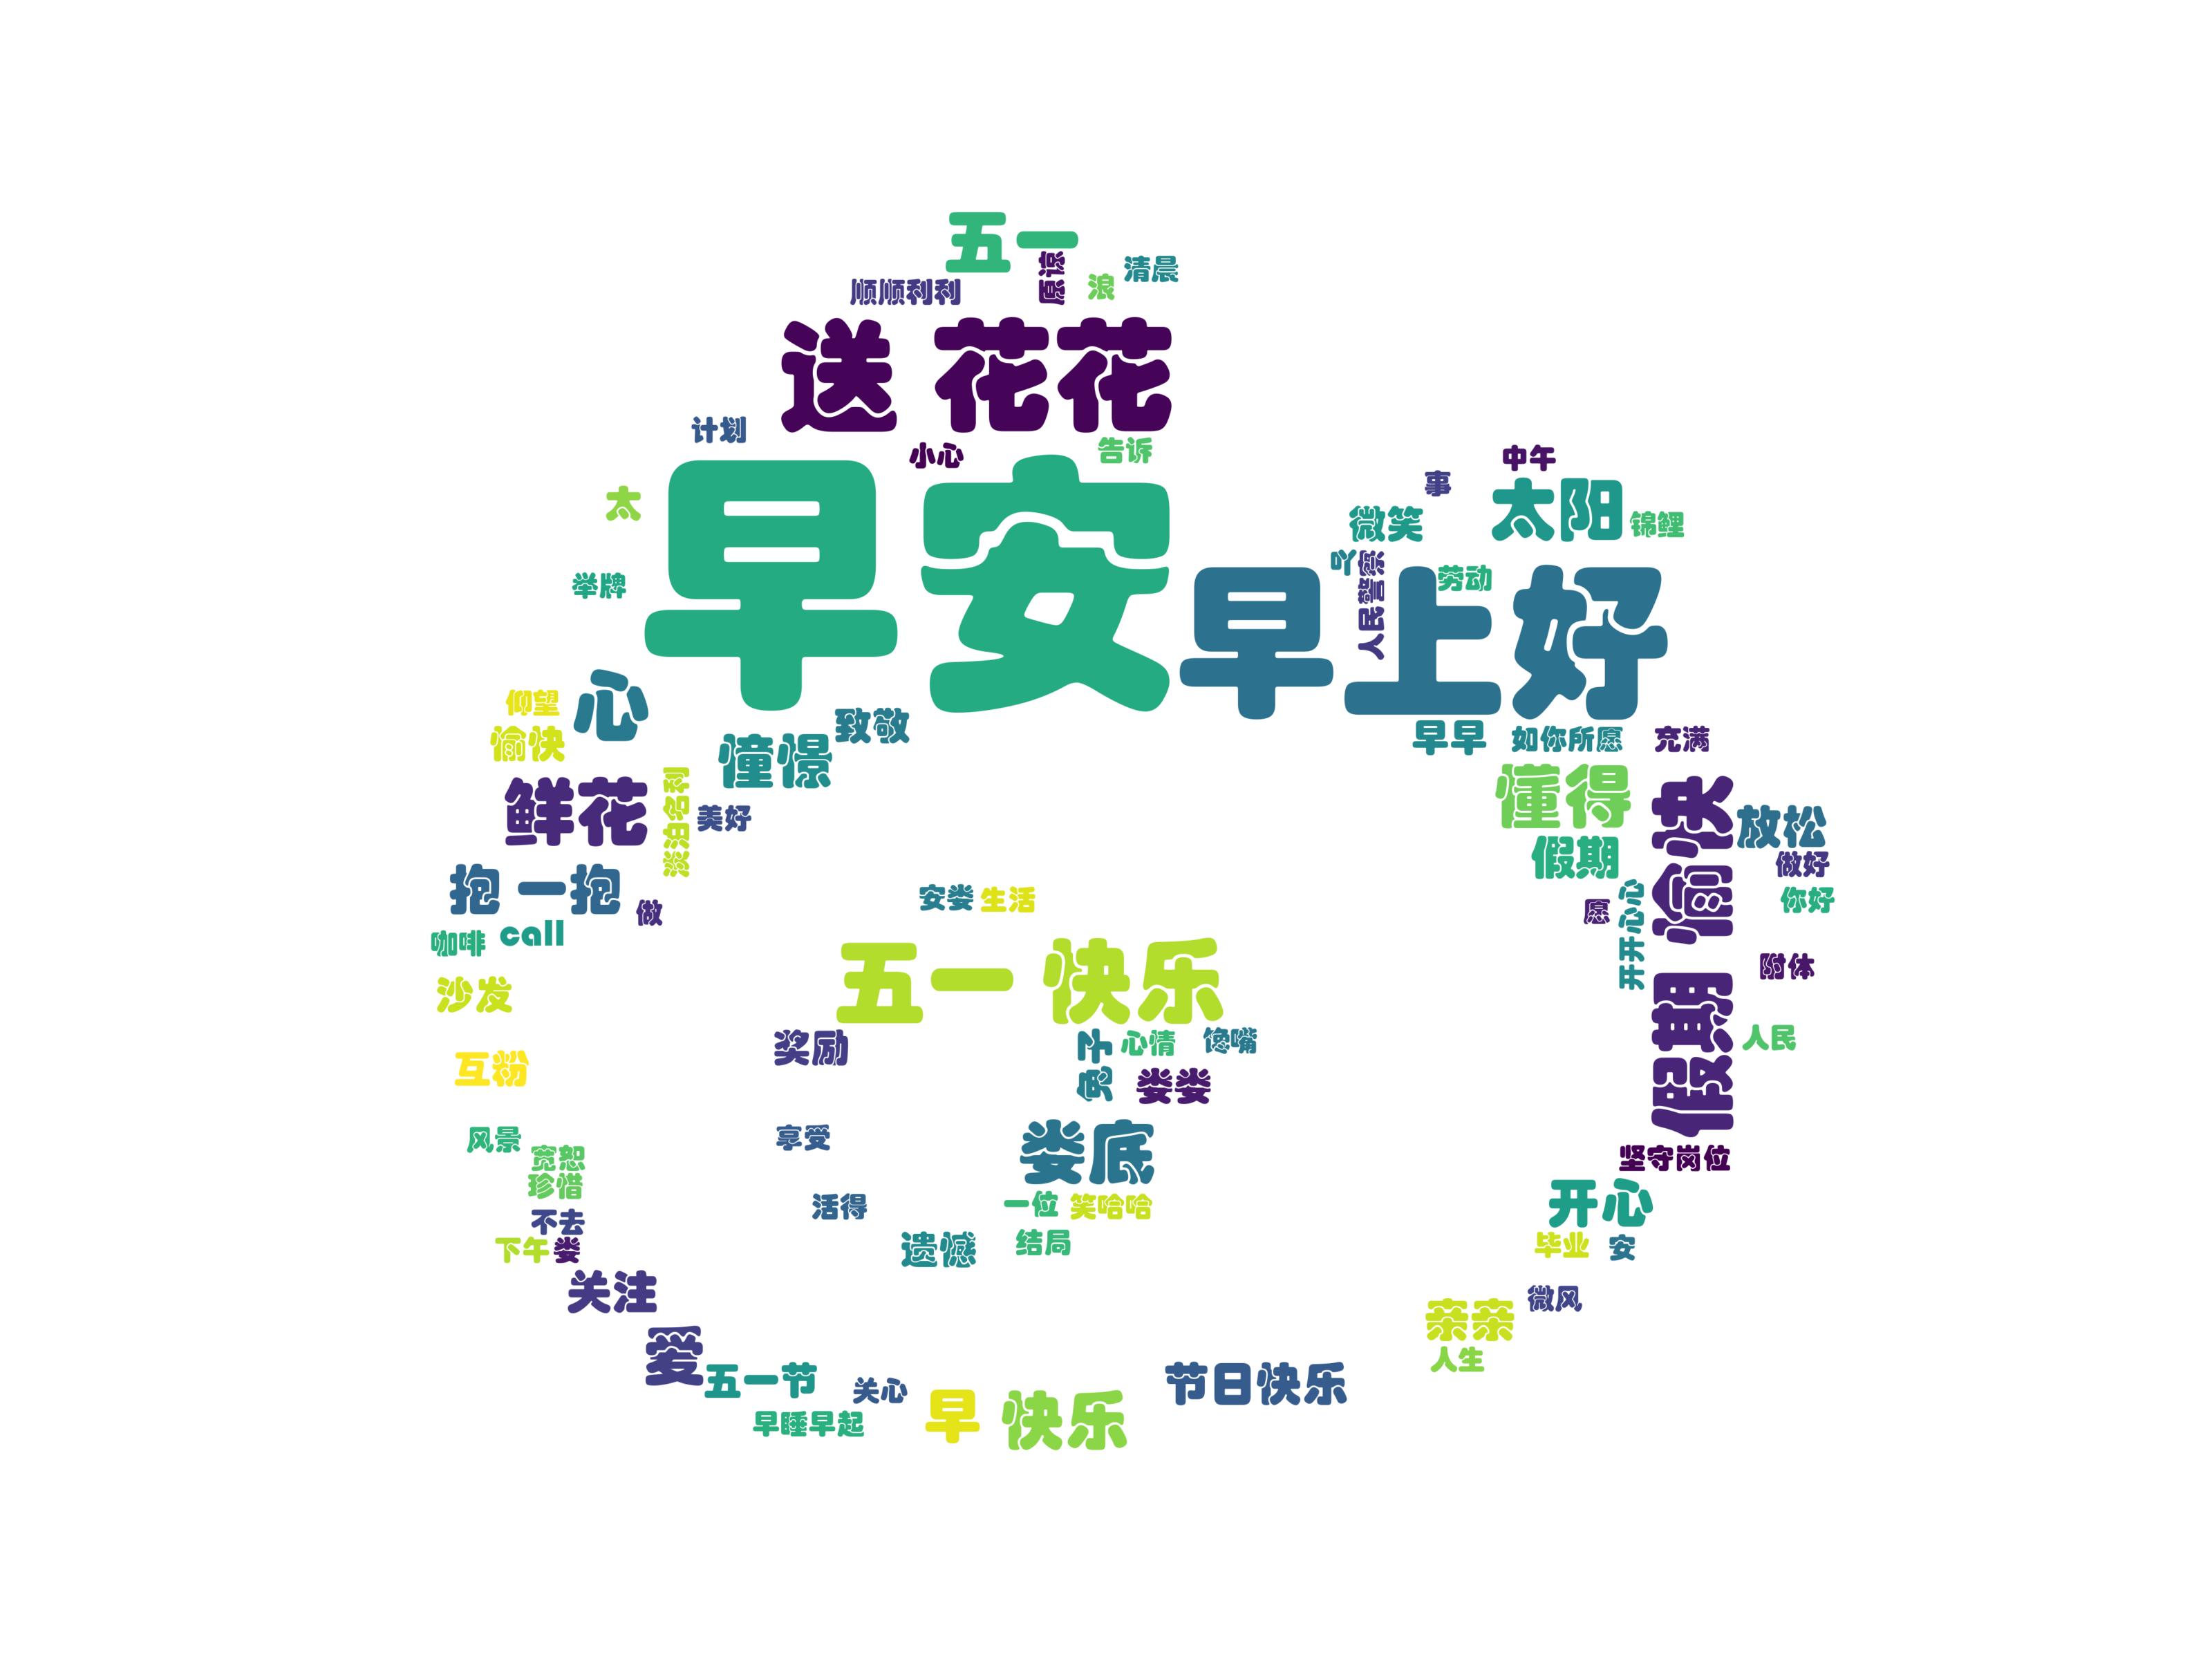 五一
原谅
浪
清晨
顺顺利利
送 花花
计划
小心
告诉
中午
事
太
早安
微笑
太阳
锦鲤
吖
人民警察
劳动
举牌
早上好
仰望
心
愉快
致敬
早早
如你所愿
充满
憧憬
懂得
鲜花
美好
假期 愉快
放松
假期
做好
抱 一抱
做
安娄
生活
愿
开开心心
你好
咖啡
call
五一 快乐
附体
沙发
奖励
心情
馋嘴
人民
互粉
娄娄
风景
享受
娄底
宽恕
坚守岗位
珍惜
活得
一位
笑哈哈
开心
不去
下午
娄
遗憾
结局
毕业
安
关注
微风
亲亲
爱
人生
五一节
关心
节日快乐
早睡早起
早
快乐